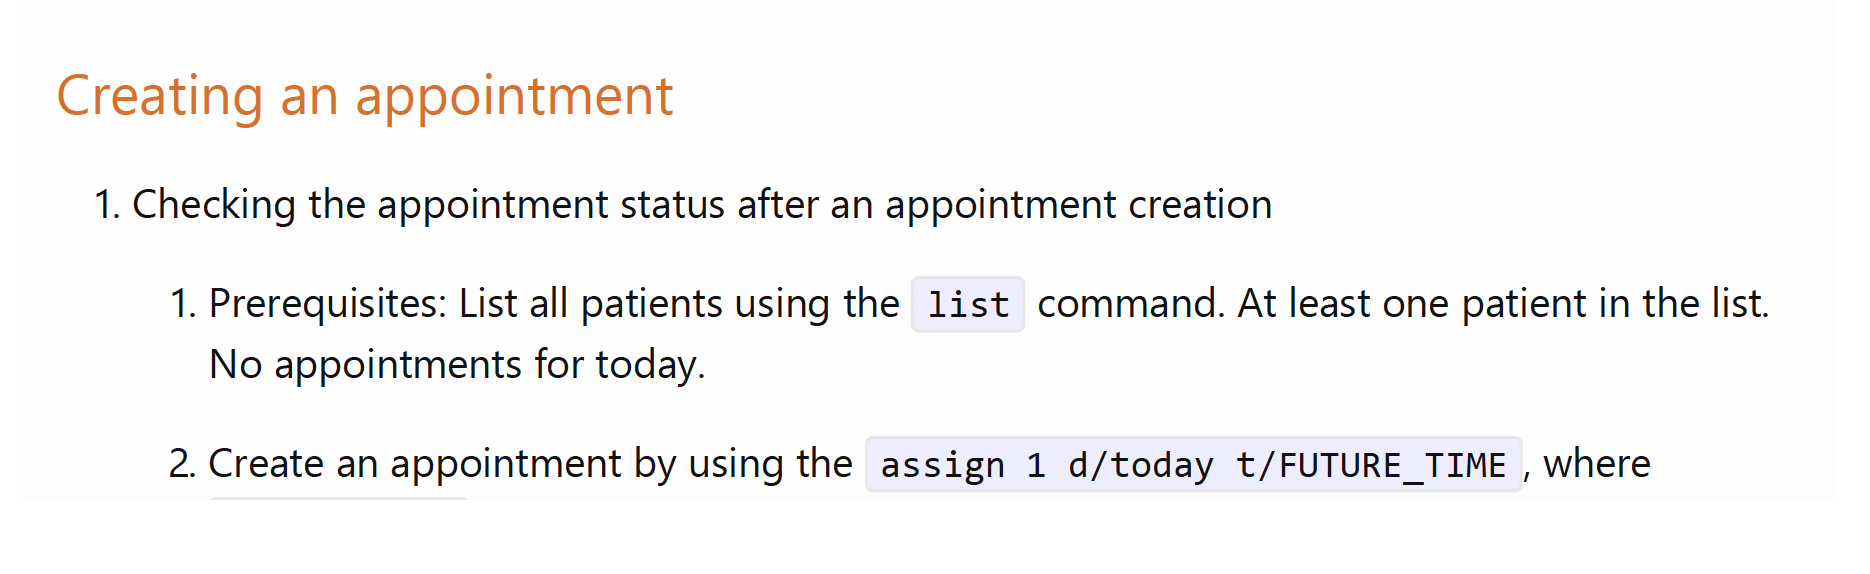 Creating an appointment
1. Checking the appointment status after an appointment creation
1. Prerequisites: List all patients using the list command. At least one patient in the list.
No appointments for today.
2. Create an appointment by using the assign 1 d/today t/FUTURE_TIME, where